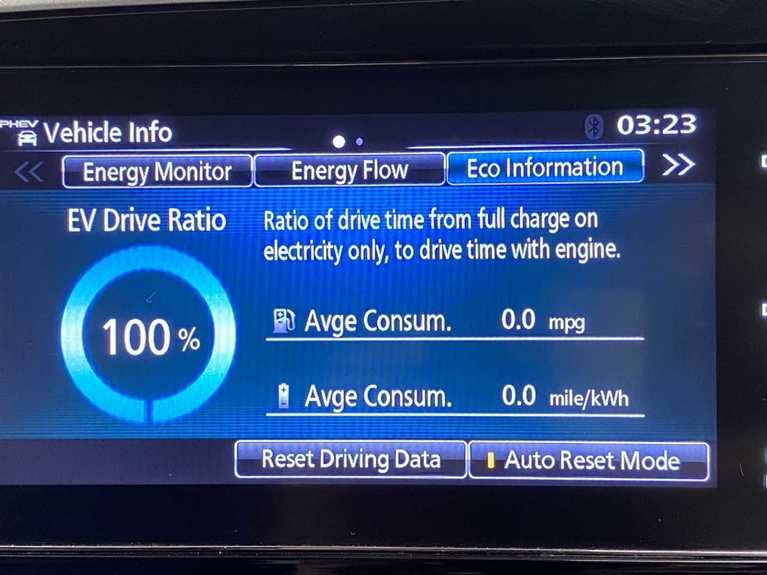 PHEV
Vehicle Info
03:23
<< Energy Monitor Energy Flow Eco Information >>
EV Drive Ratio
Ratio of drive time from full charge on
electricity only, to drive time with engine.
100 %
Avge Consum. 0.0 mpg
Avge Consum. 0.0 mile/kWh
Reset Driving Data Auto Reset Mode